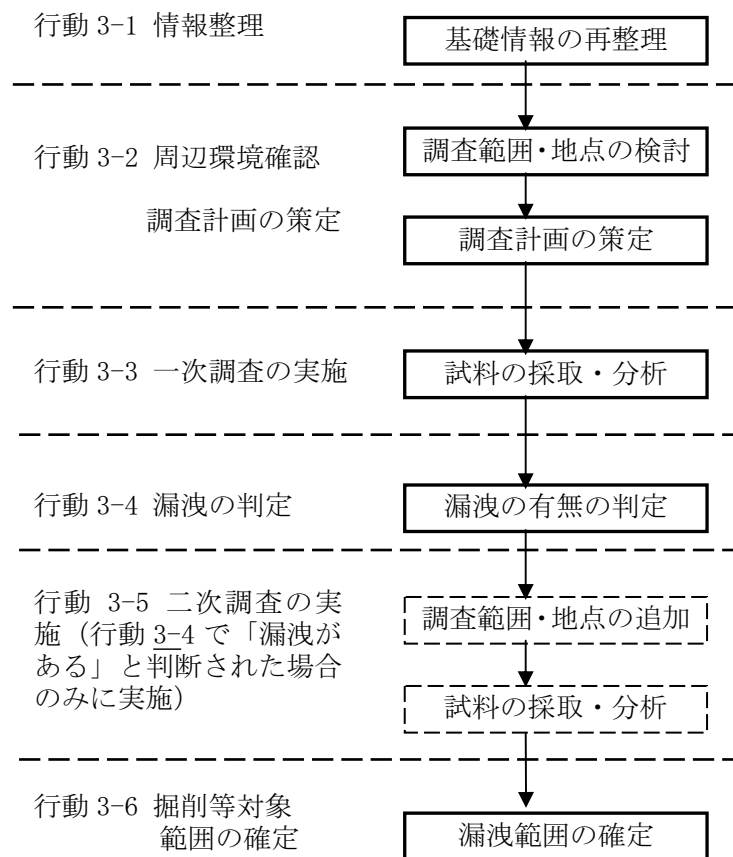 行動 3-1 情報整理
基礎情報の再整理
行動 3-2 周辺環境確認
調査範囲・地点の検討
調査計画の策定
調査計画の策定
行動 3-3 一次調査の実施
試料の採取・分析
行動 3-4 漏洩の判定
漏洩の有無の判定
行動 3-5 二次調査の実
施（行動 3-4 で「漏洩が
ある」と判断された場合
のみに実施）
調査範囲・地点の追加
試料の採取・分析
行動 3-6 掘削等対象
範囲の確定
漏洩範囲の確定